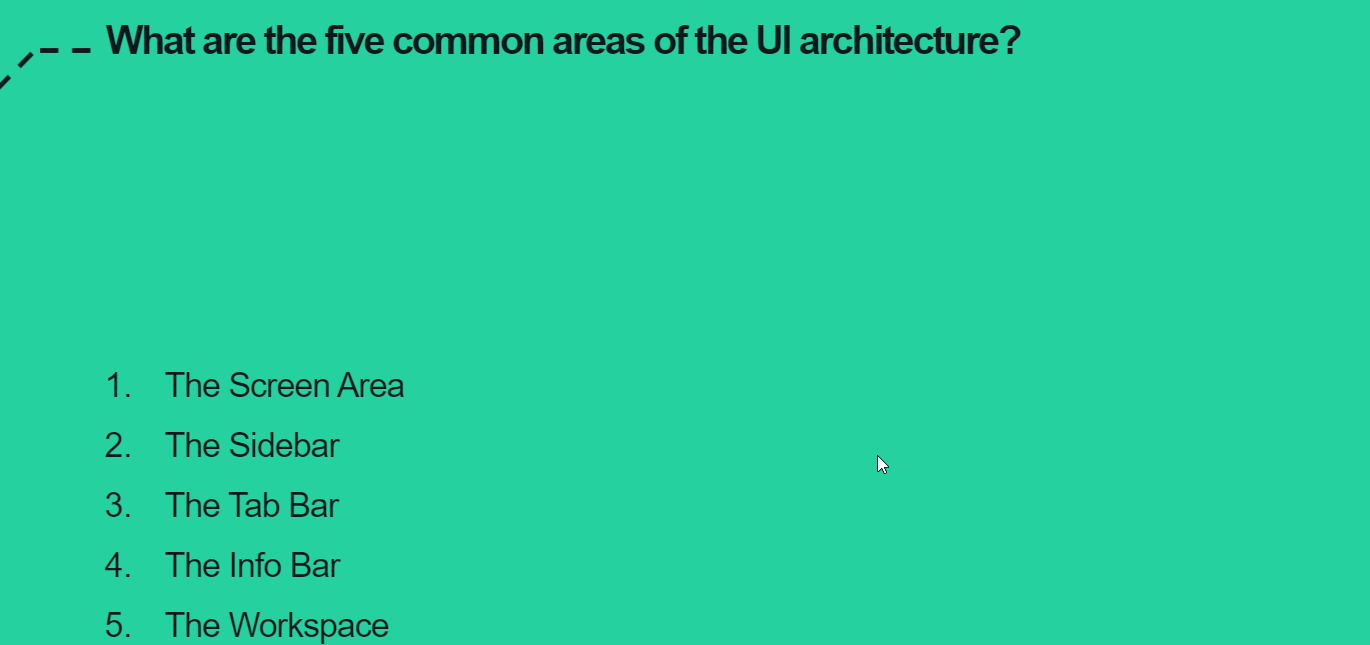 What are the five common areas of the UI architecture?
1. The Screen Area
2. The Sidebar
3. The Tab Bar
4. The Info Bar
5. The Workspace